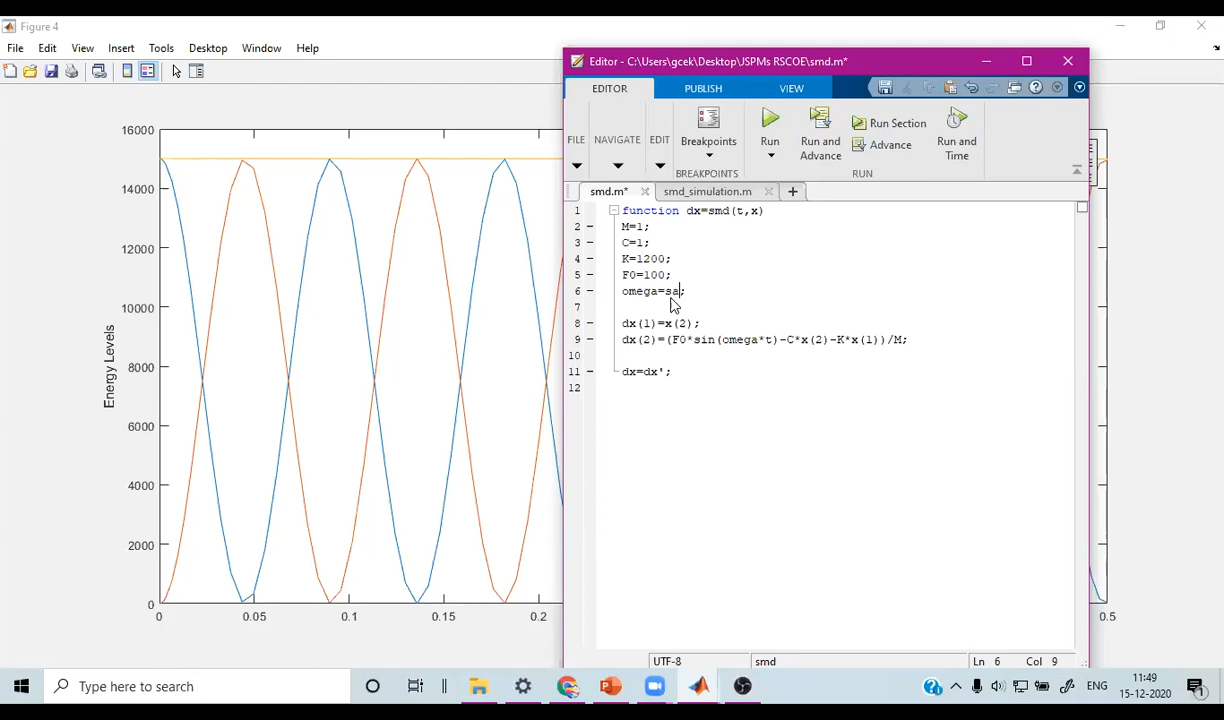 Figure 4
File Edit View Insert Tools Desktop Window Help
Editor - C:\Users\gcek\Desktop\JSPMs RSCOE\smd.m*
EDITOR PUBLISH VIEW
FILE NAVIGATE EDIT Breakpoints Run Run and Advance Run Section Advance Run and Time
BREAKPOINTS RUN
smd.m* smd_simulation.m
1 function dx=smd(t,x)
2 M=1;
3 C=1;
4 K=1200;
5 F0=100;
6 omega=sa;
7
8 dx(1)=x(2);
9 dx(2)=(F0*sin(omega*t)-C*x(2)-K*x(1))/M;
10
11 dx=dx';
12
UTF-8 smd Ln 6 Col 9
16000
14000
12000
10000
8000
6000
4000
2000
0
Energy Levels
0 0.05 0.1 0.15 0.2 0.5
Type here to search
ENG
11:49
15-12-2020
1